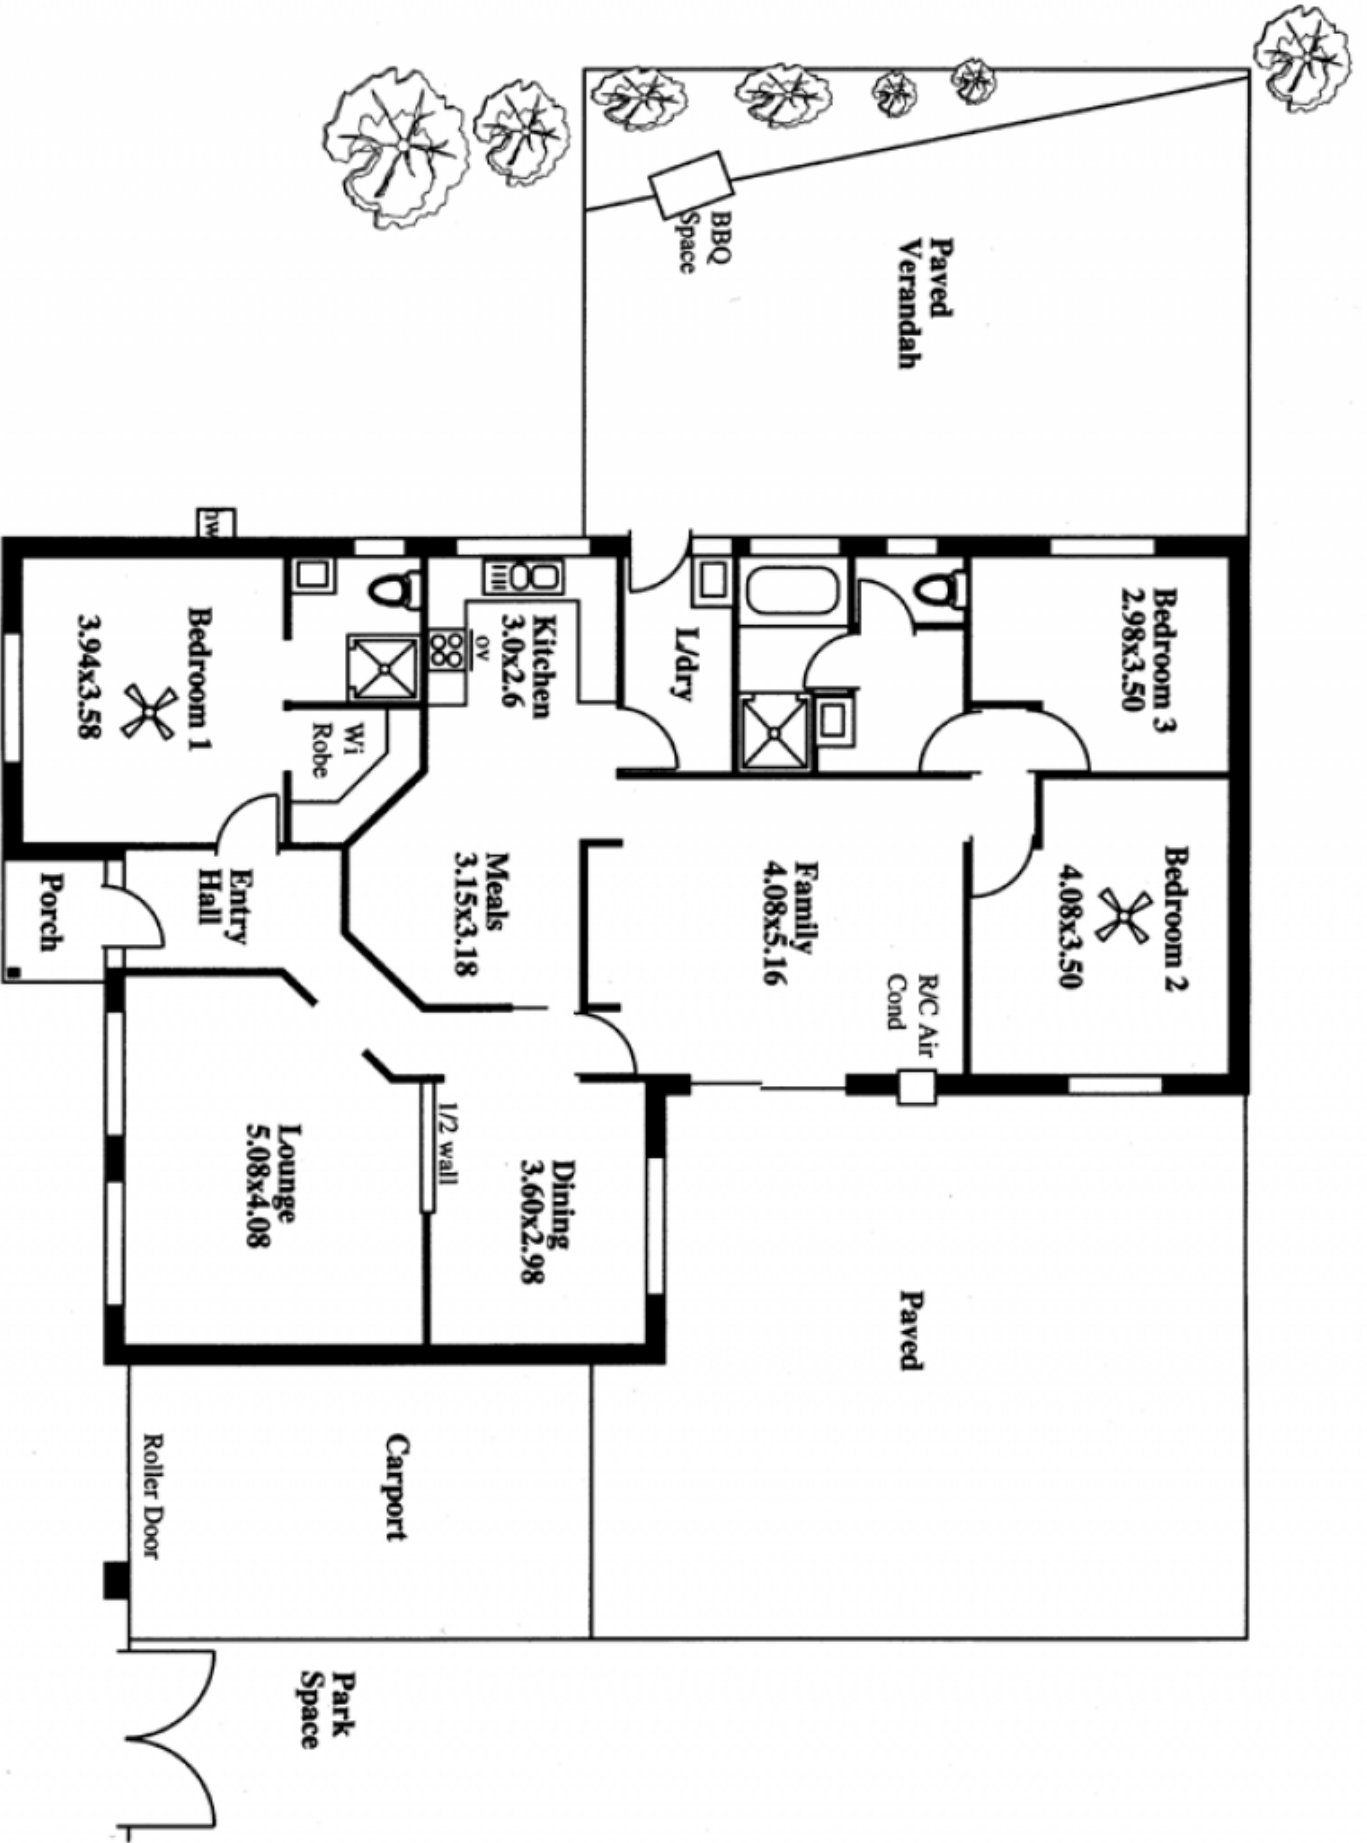 Paved
Verandah
BBQ
Space
Bedroom 3
2.98x3.50
Bedroom 2
4.08x3.50
L/dry
Family
4.08x5.16
R/C Air
Cond
Kitchen
3.0x2.6
ov
Meals
3.15x3.18
hw
Bedroom 1
3.94x3.58
Wi
Robe
Entry
Hall
Porch
Lounge
5.08x4.08
1/2 wall
Dining
3.60x2.98
Paved
Carport
Roller Door
Park
Space